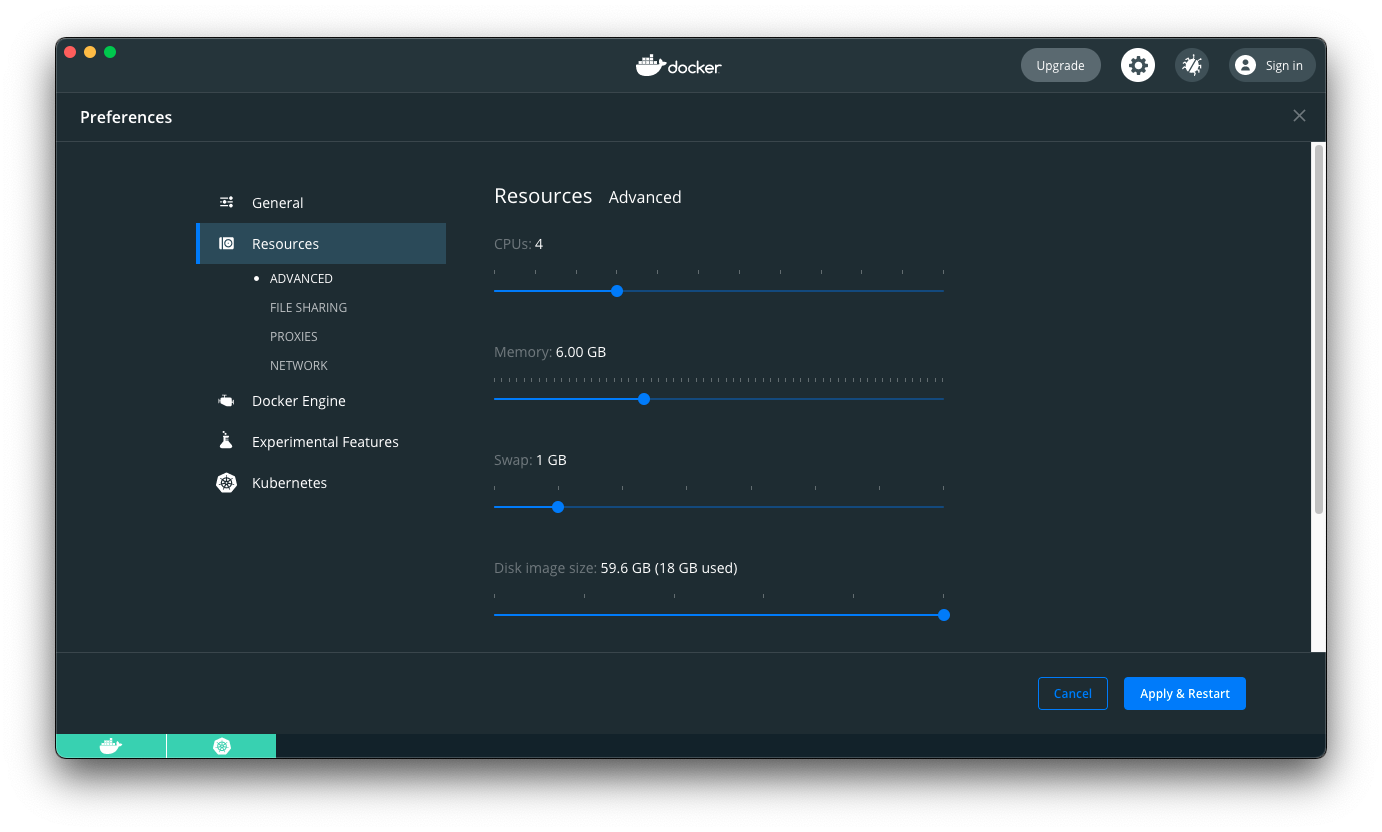 docker
Upgrade
Sign in
Preferences
General
Resources
ADVANCED
FILE SHARING
PROXIES
NETWORK
Docker Engine
Experimental Features
Kubernetes
Resources Advanced
CPUs: 4
Memory: 6.00 GB
Swap: 1 GB
Disk image size: 59.6 GB (18 GB used)
Cancel
Apply & Restart